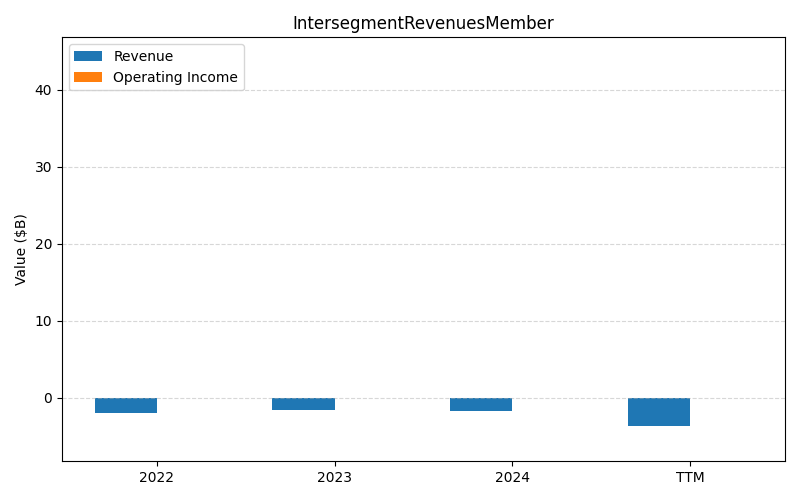 IntersegmentRevenuesMember
Revenue
Operating Income
Value ($B)
40
30
20
10
0
2022
2023
2024
TTM